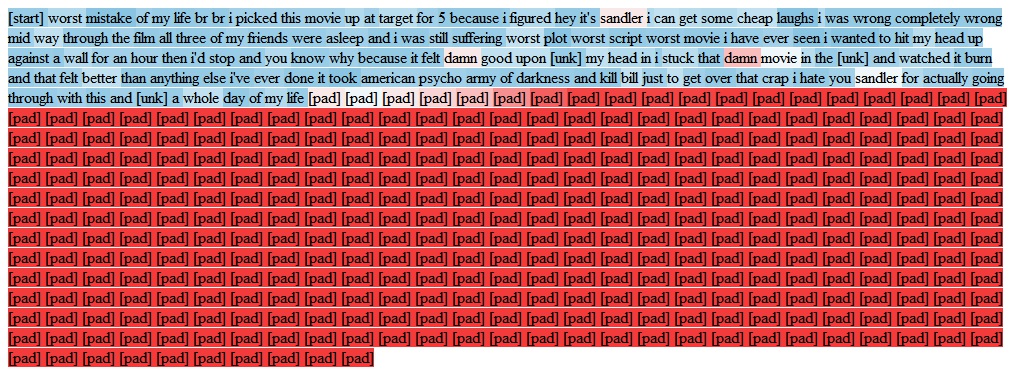 [start] worst mistake of my life br br i picked this movie up at target for 5 because i figured hey it's sandler i can get some cheap laughs i was wrong completely wrong
mid way through the film all three of my friends were asleep and i was still suffering worst plot worst script worst movie i have ever seen i wanted to hit my head up
against a wall for an hour then i'd stop and you know why because it felt damn good upon [unk] my head in i stuck that damn movie in the [unk] and watched it burn
and that felt better than anything else i've ever done it took american psycho army of darkness and kill bill just to get over that crap i hate you sandler for actually going
through with this and [unk] a whole day of my life [pad] [pad] [pad] [pad] [pad] [pad] [pad] [pad] [pad] [pad] [pad] [pad] [pad] [pad] [pad] [pad] [pad] [pad] [pad]
[pad] [pad] [pad] [pad] [pad] [pad] [pad] [pad] [pad] [pad] [pad] [pad] [pad] [pad] [pad] [pad] [pad] [pad] [pad] [pad] [pad] [pad] [pad] [pad] [pad] [pad] [pad]
[pad] [pad] [pad] [pad] [pad] [pad] [pad] [pad] [pad] [pad] [pad] [pad] [pad] [pad] [pad] [pad] [pad] [pad] [pad] [pad] [pad] [pad] [pad] [pad] [pad] [pad] [pad]
[pad] [pad] [pad] [pad] [pad] [pad] [pad] [pad] [pad] [pad] [pad] [pad] [pad] [pad] [pad] [pad] [pad] [pad] [pad] [pad] [pad] [pad] [pad] [pad] [pad] [pad] [pad]
[pad] [pad] [pad] [pad] [pad] [pad] [pad] [pad] [pad] [pad] [pad] [pad] [pad] [pad] [pad] [pad] [pad] [pad] [pad] [pad] [pad] [pad] [pad] [pad] [pad] [pad] [pad]
[pad] [pad] [pad] [pad] [pad] [pad] [pad] [pad] [pad] [pad] [pad] [pad] [pad] [pad] [pad] [pad] [pad] [pad] [pad] [pad] [pad] [pad] [pad] [pad] [pad] [pad] [pad]
[pad] [pad] [pad] [pad] [pad] [pad] [pad] [pad] [pad] [pad] [pad] [pad] [pad] [pad] [pad] [pad] [pad] [pad] [pad] [pad] [pad] [pad] [pad] [pad] [pad] [pad] [pad]
[pad] [pad] [pad] [pad] [pad] [pad] [pad] [pad] [pad] [pad] [pad] [pad] [pad] [pad] [pad] [pad] [pad] [pad] [pad] [pad] [pad] [pad] [pad] [pad] [pad] [pad] [pad]
[pad] [pad] [pad] [pad] [pad] [pad] [pad] [pad] [pad] [pad] [pad] [pad] [pad] [pad] [pad] [pad] [pad] [pad] [pad] [pad] [pad] [pad] [pad] [pad] [pad] [pad] [pad]
[pad] [pad] [pad] [pad] [pad] [pad] [pad] [pad] [pad] [pad] [pad] [pad] [pad] [pad] [pad] [pad] [pad] [pad] [pad] [pad] [pad] [pad] [pad] [pad] [pad] [pad] [pad]
[pad] [pad] [pad] [pad] [pad] [pad] [pad] [pad] [pad] [pad] [pad] [pad] [pad] [pad] [pad] [pad] [pad] [pad] [pad] [pad] [pad] [pad] [pad] [pad] [pad] [pad] [pad]
[pad] [pad] [pad] [pad] [pad] [pad] [pad] [pad] [pad] [pad] [pad] [pad] [pad] [pad] [pad] [pad] [pad] [pad] [pad] [pad] [pad] [pad] [pad] [pad] [pad] [pad] [pad]
[pad] [pad] [pad] [pad] [pad] [pad] [pad] [pad] [pad] [pad] [pad] [pad] [pad] [pad] [pad] [pad] [pad] [pad] [pad] [pad] [pad] [pad] [pad] [pad] [pad] [pad] [pad]
[pad] [pad] [pad] [pad] [pad] [pad] [pad] [pad] [pad] [pad]